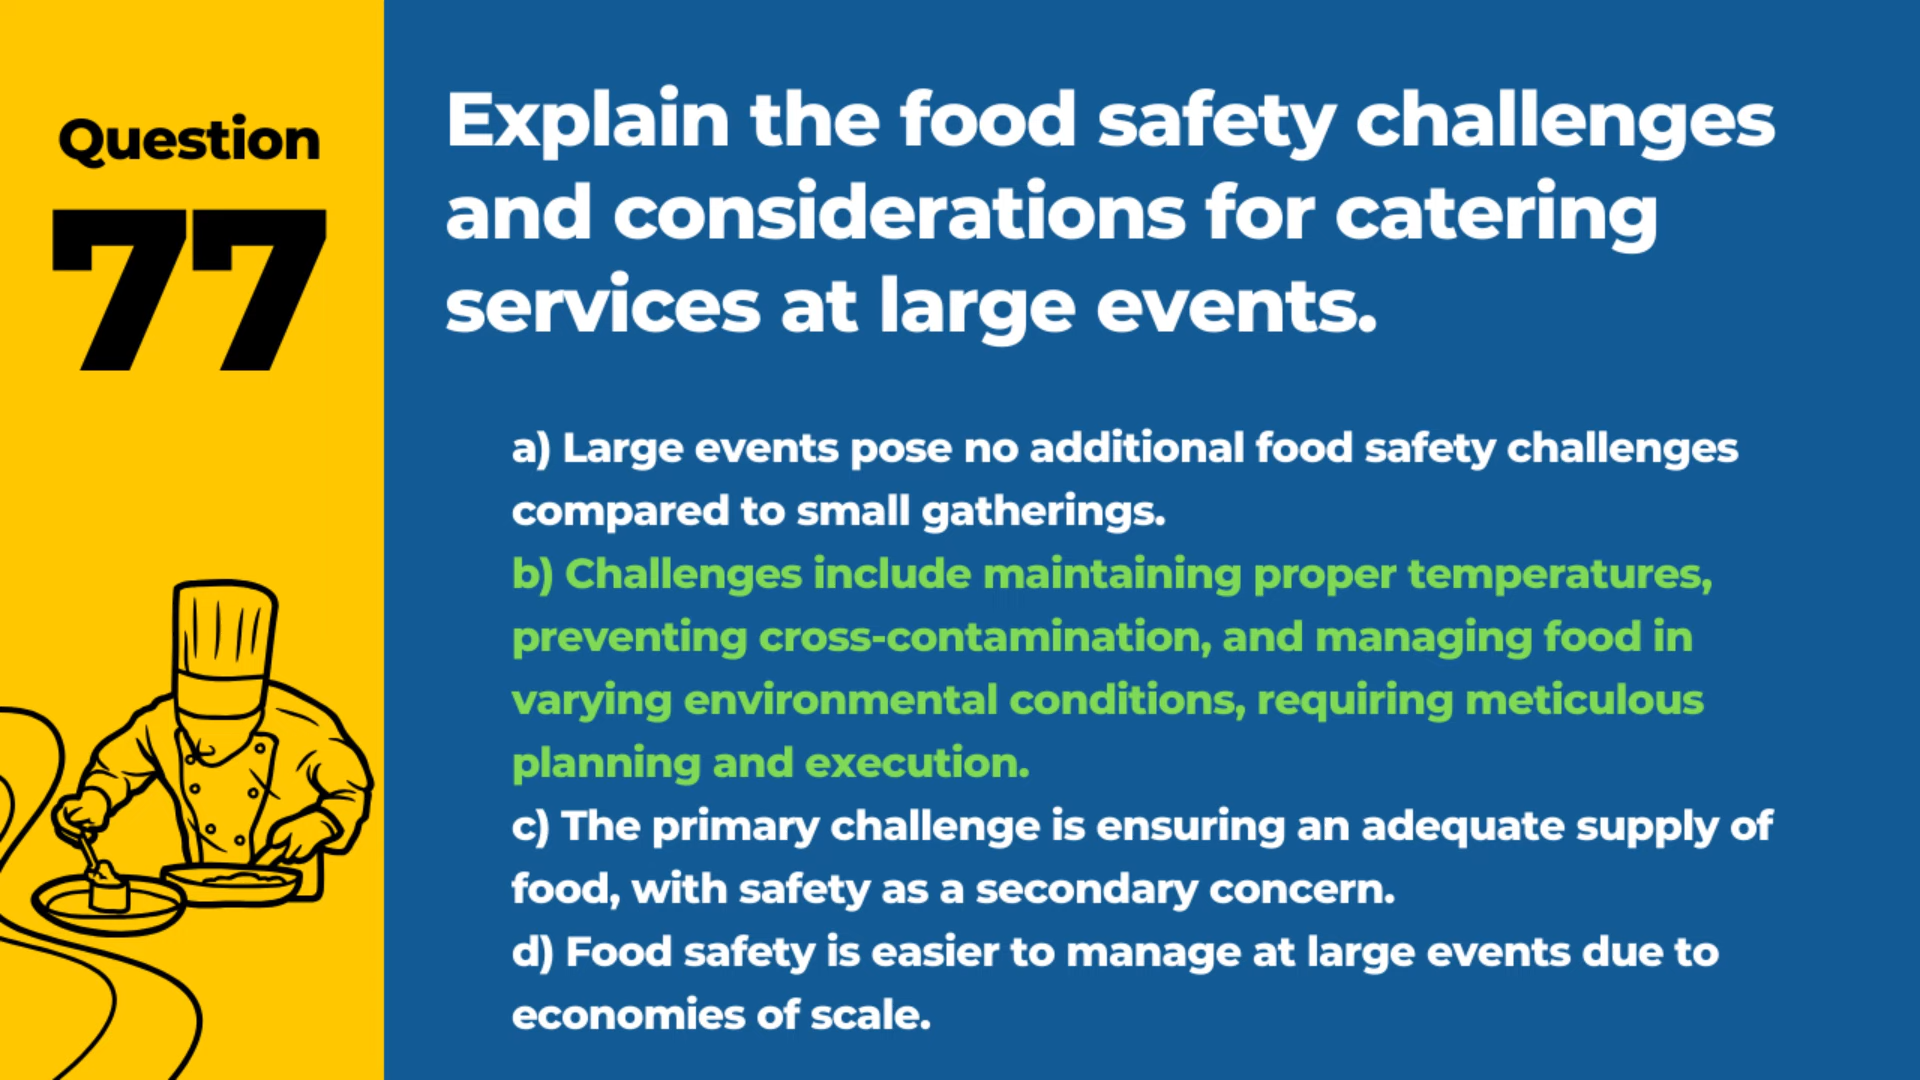 Question
77
Explain the food safety challenges
and considerations for catering
services at large events.
a) Large events pose no additional food safety challenges
compared to small gatherings.
b) Challenges include maintaining proper temperatures,
preventing cross-contamination, and managing food in
varying environmental conditions, requiring meticulous
planning and execution.
c) The primary challenge is ensuring an adequate supply of
food, with safety as a secondary concern.
d) Food safety is easier to manage at large events due to
economies of scale.